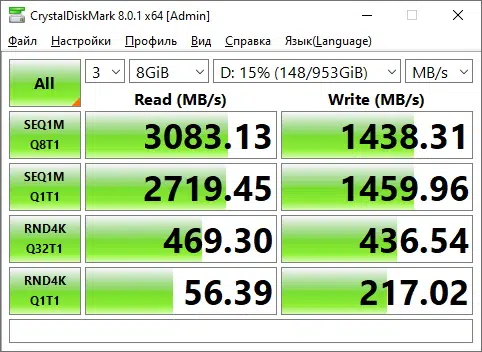 CrystalDiskMark 8.0.1 x64 [Admin]
Файл Настройки Профиль Вид Справка Язык(Language)
All 3 8GiB D: 15% (148/953GiB) MB/s
Read (MB/s) Write (MB/s)
SEQ1M Q8T1 3083.13 1438.31
SEQ1M Q1T1 2719.45 1459.96
RND4K Q32T1 469.30 436.54
RND4K Q1T1 56.39 217.02